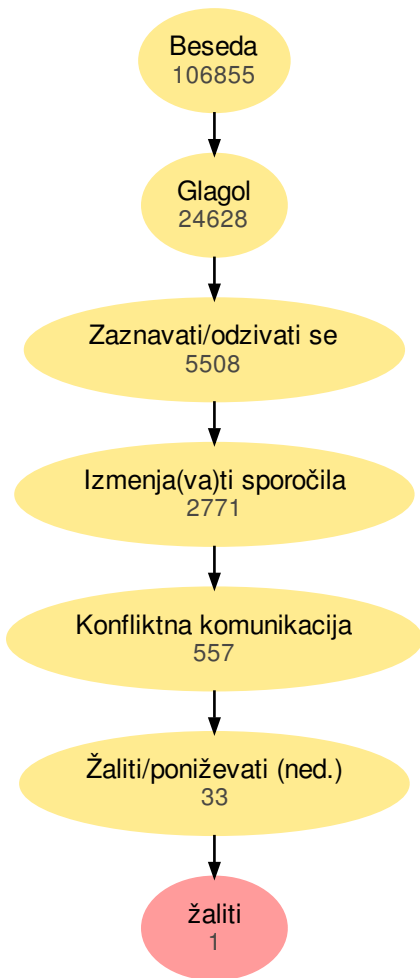 Beseda
106855
Glagol
24628
Zaznavati/odzivati se
5508
Izmenja(va)ti sporočila
2771
Konfliktna komunikacija
557
Žaliti/poniževati (ned.)
33
žaliti
1